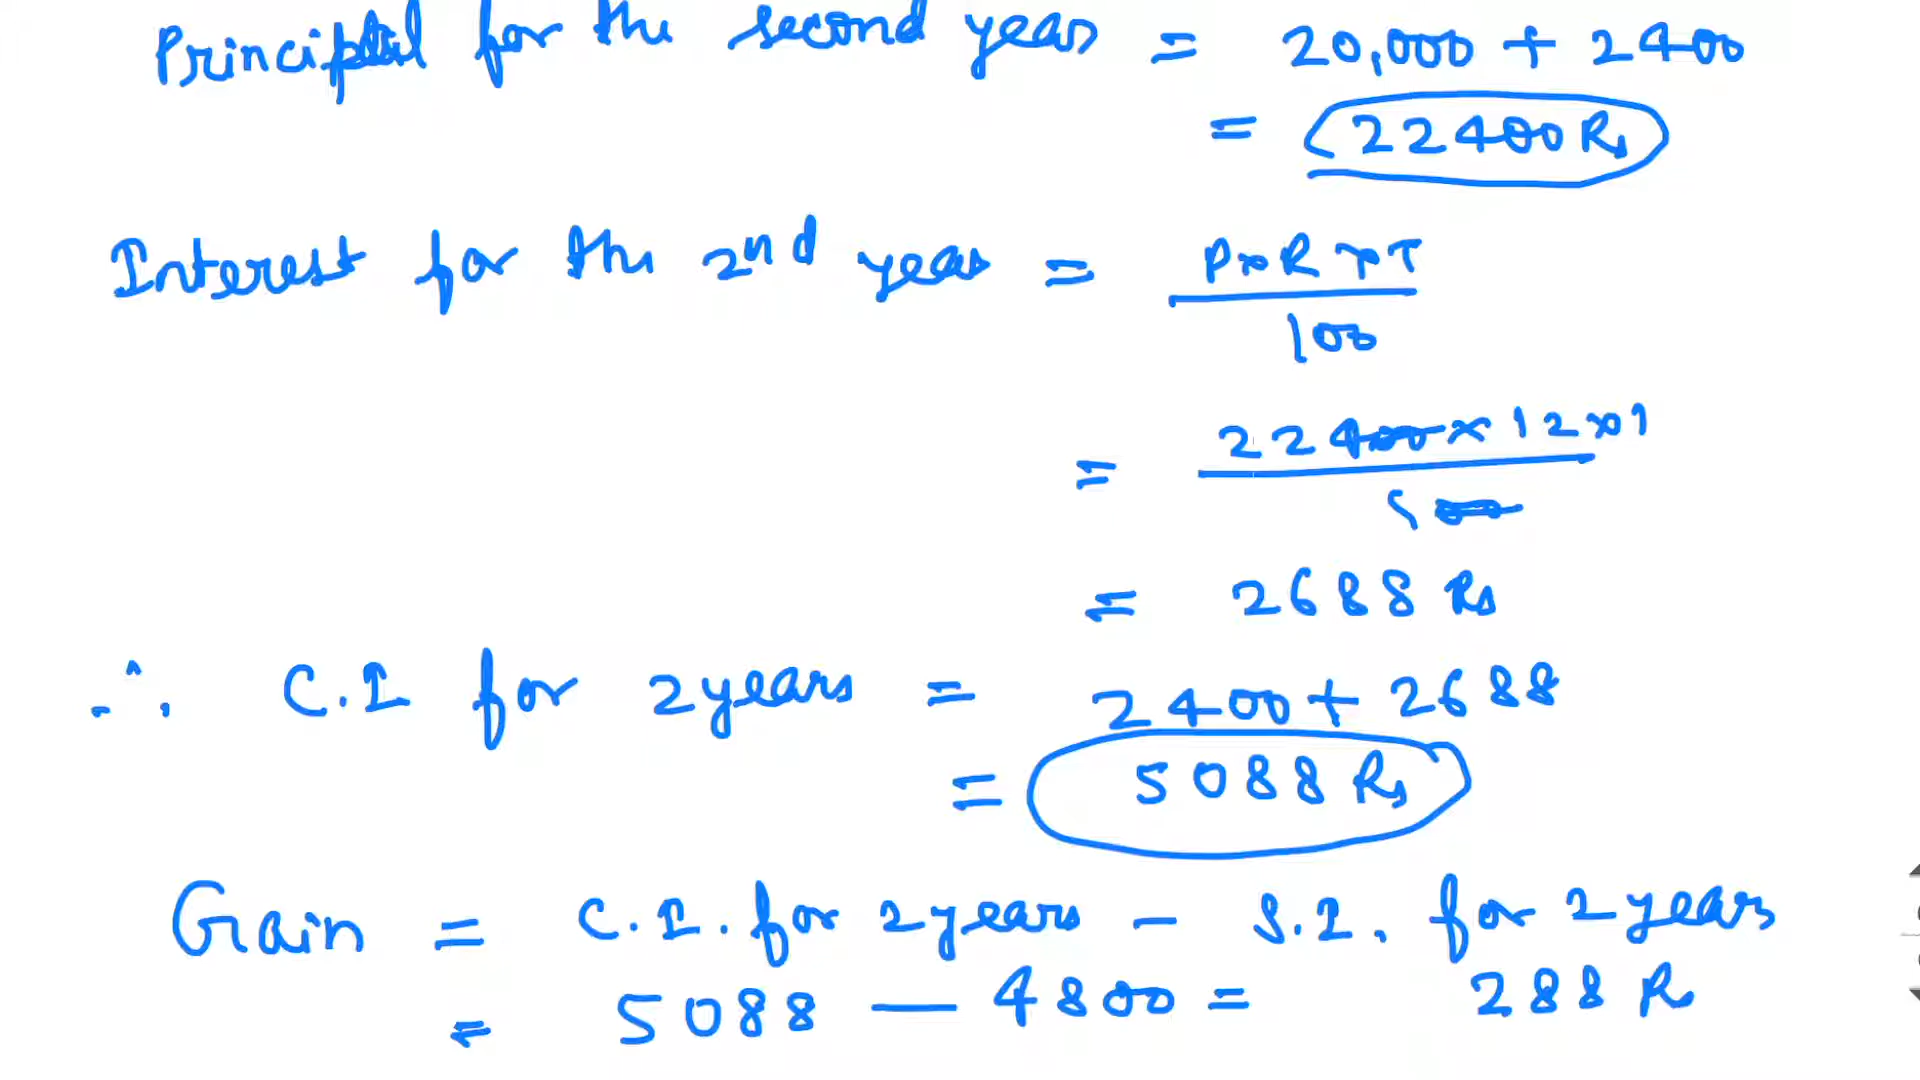 Principal for the second year = 20,000 + 2400
= 22400 Rs
Interest for the 2nd year = P×R×T
100
= 22400 × 12×1
100
= 2688 Rs
∴ C.I for 2 years = 2400 + 2688
= 5088 Rs
Gain = C.I. for 2 years – S.I. for 2 years
= 5088 — 4800 = 288 R